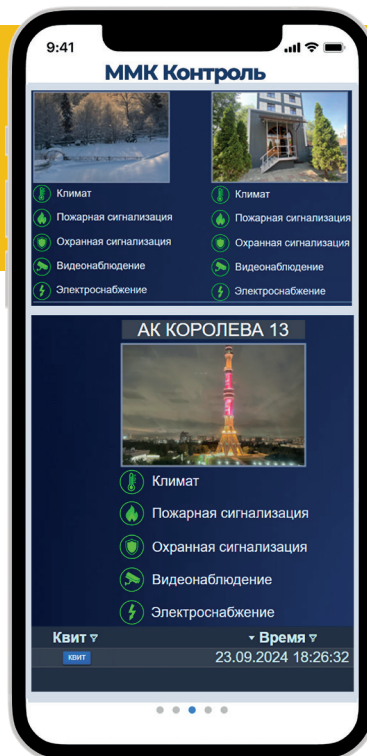 9:41
ММК Контроль
Климат Климат
Пожарная сигнализация Пожарная сигнализация
Охранная сигнализация Охранная сигнализация
Видеонаблюдение Видеонаблюдение
Электроснабжение Электроснабжение
АК КОРОЛЕВА 13
Климат
Пожарная сигнализация
Охранная сигнализация
Видеонаблюдение
Электроснабжение
Квит Время
КВИТ 23.09.2024 18:26:32